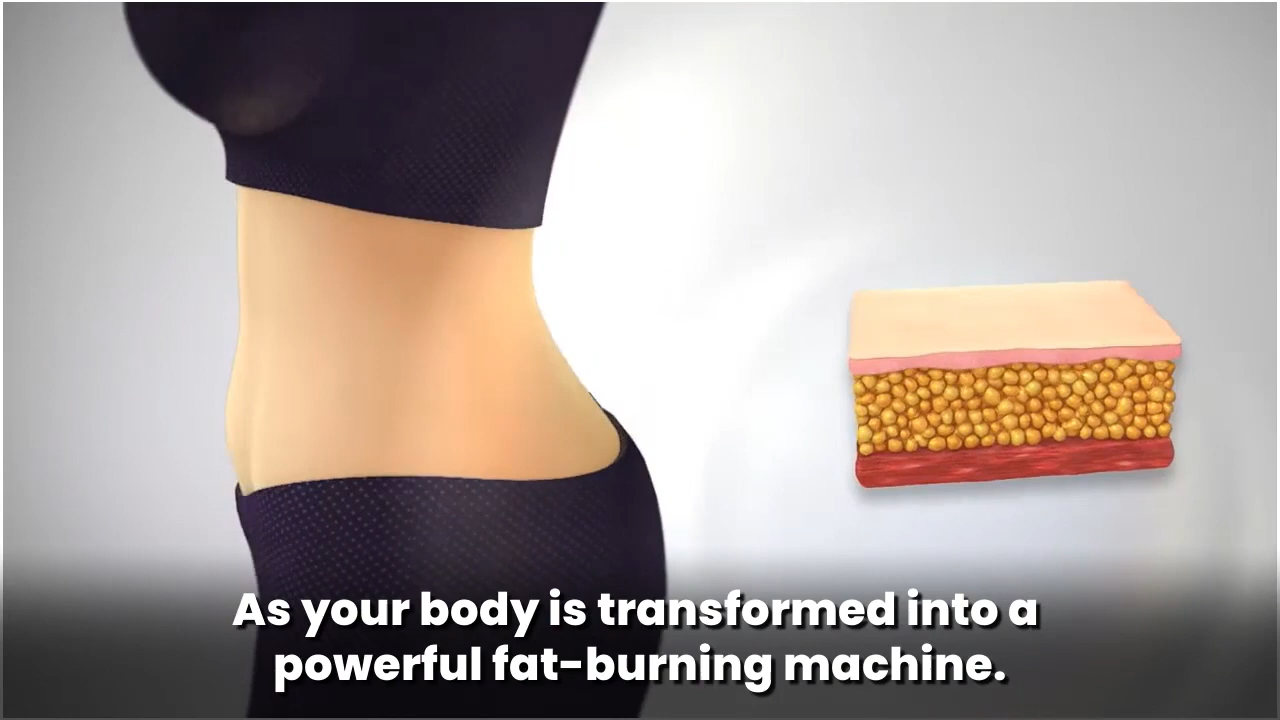 As your body is transformed into a
powerful fat-burning machine.